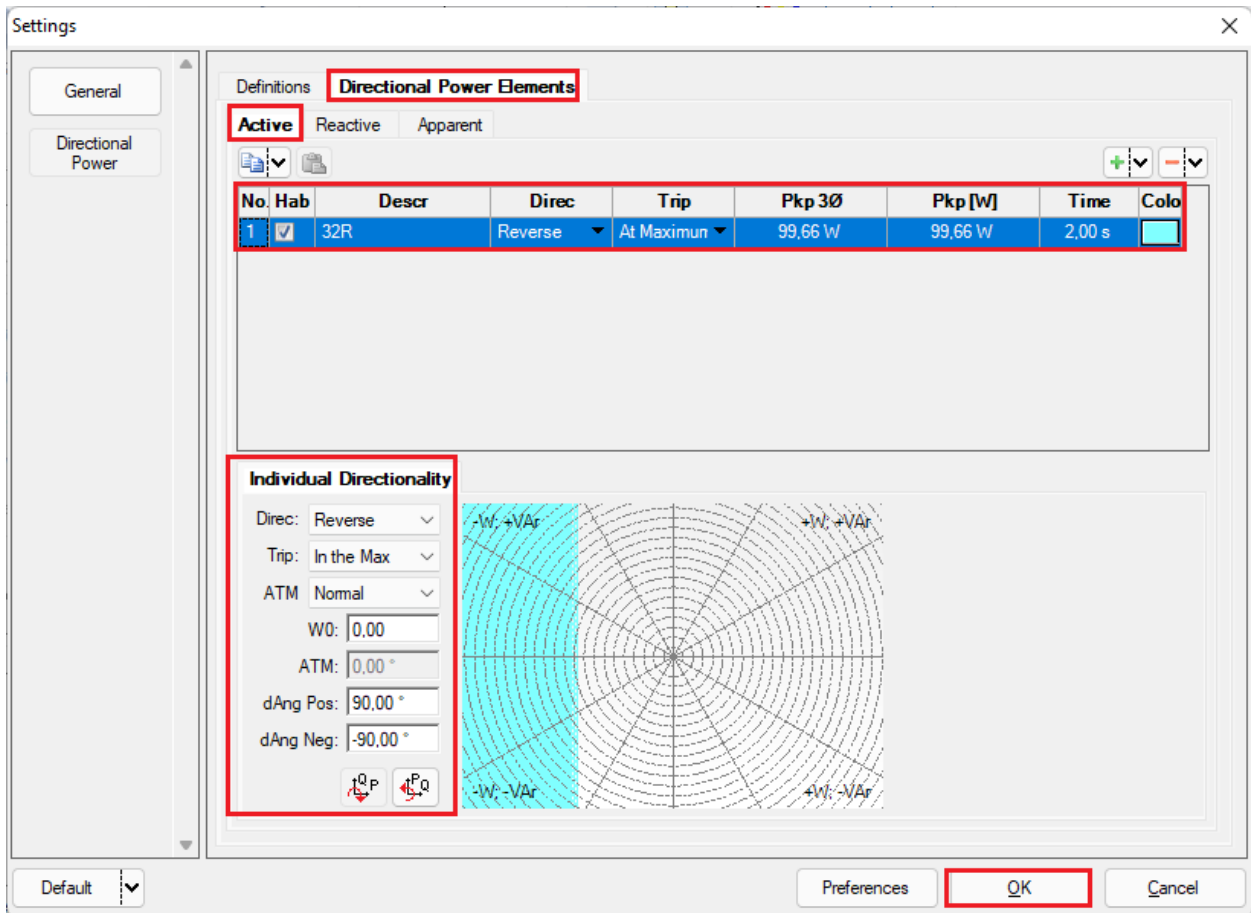 Settings
General
Directional
Power
Definitions Directional Power Elements
Active Reactive Apparent
No. Hab Descr Direc Trip Pkp 3Ø Pkp [W] Time Colo
1 32R Reverse At Maximun 99,66 W 99,66 W 2,00 s
Individual Directionality
Direc: Reverse
Trip: In the Max
ATM Normal
W0: 0,00
ATM: 0,00 °
dAng Pos: 90,00 °
dAng Neg: -90,00 °
Q P
P Q
-W; +VAr +W; +VAr
-W; -VAr +W; -VAr
Default Preferences OK Cancel